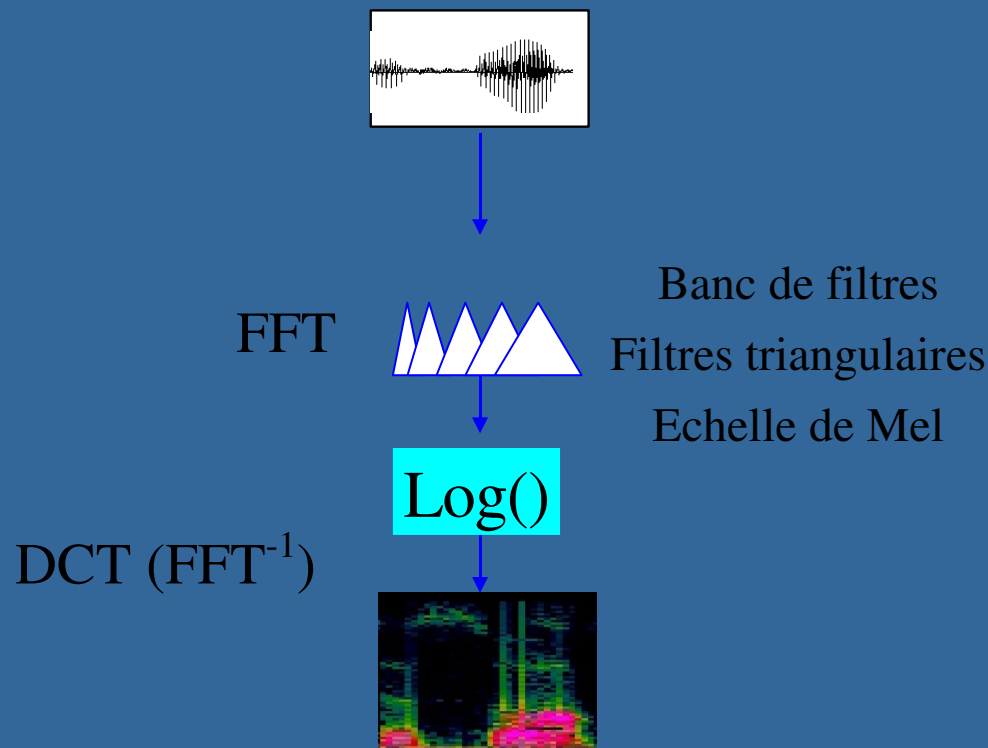 Banc de filtres
FFT
Filtres triangulaires
Echelle de Mel
Log()
DCT (FFT⁻¹)